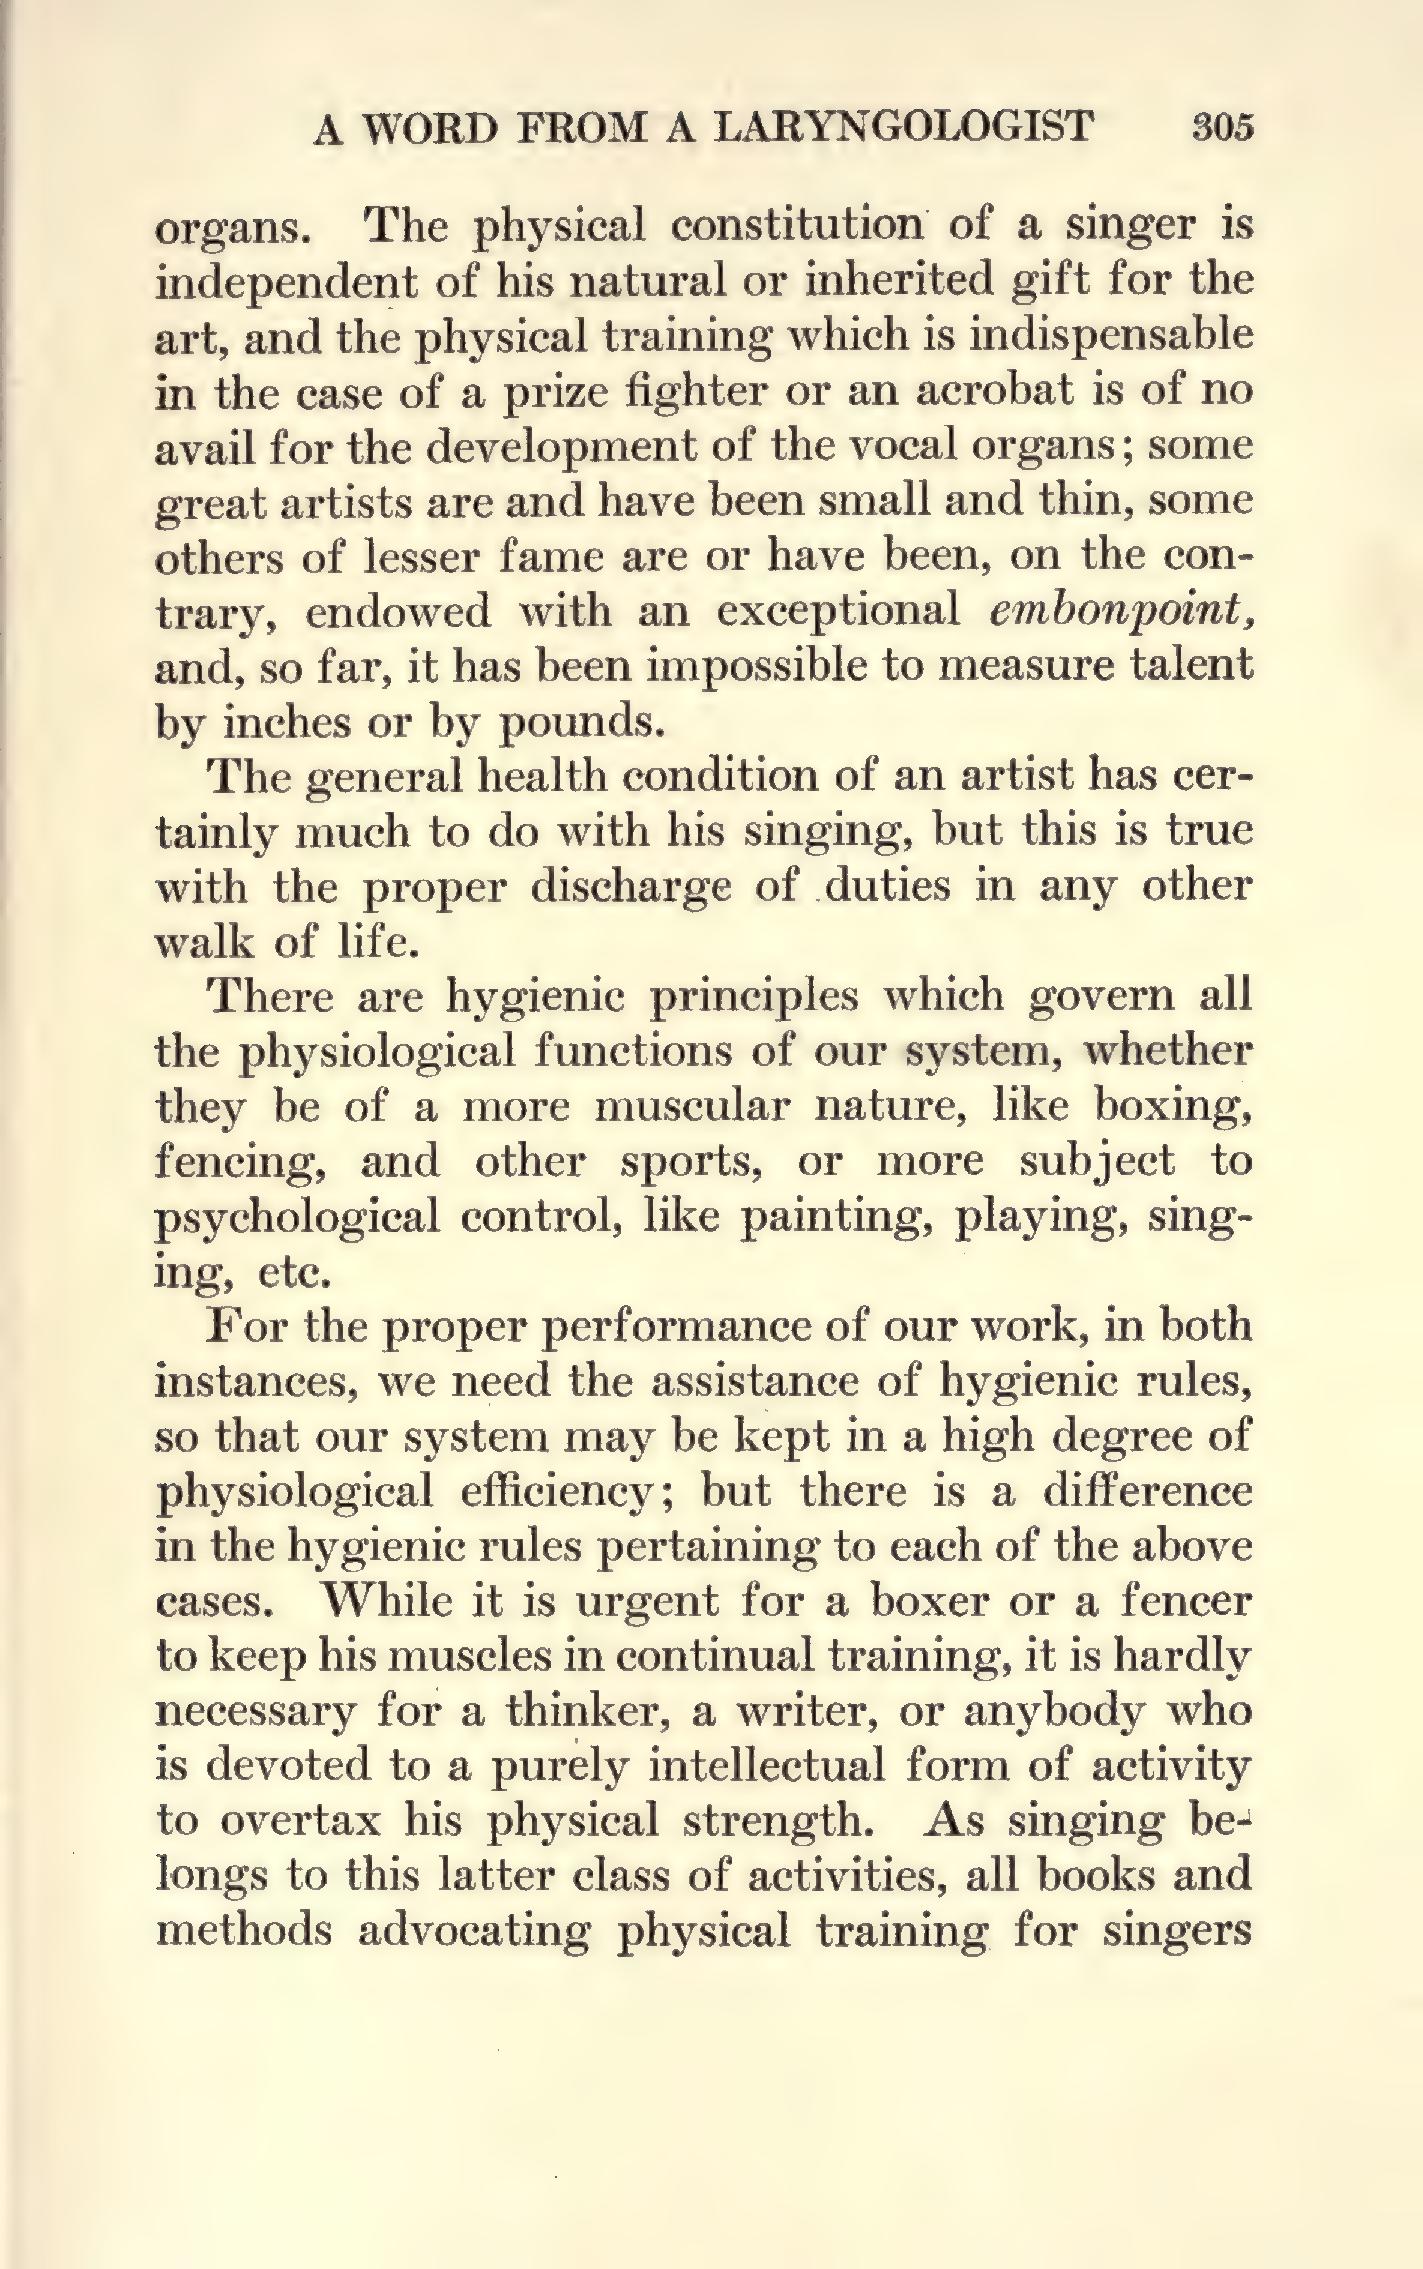 A WORD FROM A LARYNGOLOGIST 305
organs. The physical constitution of a singer is
independent of his natural or inherited gift for the
art, and the physical training which is indispensable
in the case of a prize fighter or an acrobat is of no
avail for the development of the vocal organs; some
great artists are and have been small and thin, some
others of lesser fame are or have been, on the con-
trary, endowed with an exceptional embonpoint,
and, so far, it has been impossible to measure talent
by inches or by pounds.
The general health condition of an artist has cer-
tainly much to do with his singing, but this is true
with the proper discharge of duties in any other
walk of life.
There are hygienic principles which govern all
the physiological functions of our system, whether
they be of a more muscular nature, like boxing,
fencing, and other sports, or more subject to
psychological control, like painting, playing, sing-
ing, etc.
For the proper performance of our work, in both
instances, we need the assistance of hygienic rules,
so that our system may be kept in a high degree of
physiological efficiency; but there is a difference
in the hygienic rules pertaining to each of the above
cases. While it is urgent for a boxer or a fencer
to keep his muscles in continual training, it is hardly
necessary for a thinker, a writer, or anybody who
is devoted to a purely intellectual form of activity
to overtax his physical strength. As singing be-
longs to this latter class of activities, all books and
methods advocating physical training for singers